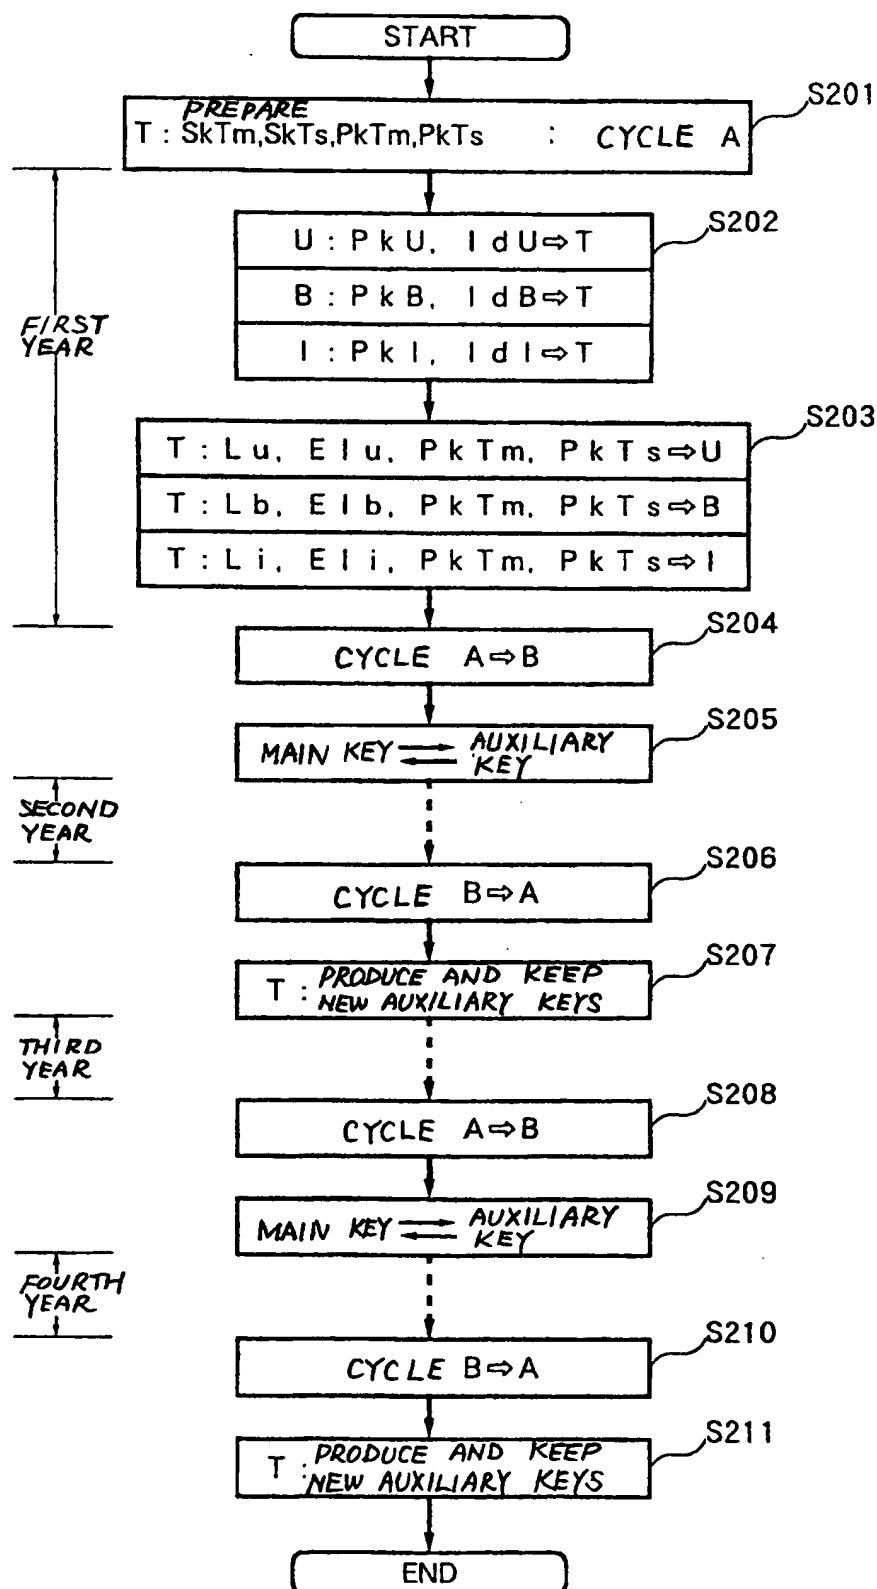 START
S201
PREPARE
T : SkTm,SkTs,PkTm,PkTs : CYCLE A
S202
U : PkU, IdU⇨T
B : PkB, IdB⇨T
I : PkI, IdI⇨T
FIRST
YEAR
S203
T : Lu, Elu, PkTm, PkTs⇨U
T : Lb, Elb, PkTm, PkTs⇨B
T : Li, Eli, PkTm, PkTs⇨I
S204
CYCLE A⇨B
S205
MAIN KEY ⇄ AUXILIARY
KEY
SECOND
YEAR
S206
CYCLE B⇨A
S207
T : PRODUCE AND KEEP
NEW AUXILIARY KEYS
THIRD
YEAR
S208
CYCLE A⇨B
S209
MAIN KEY ⇄ AUXILIARY
KEY
FOURTH
YEAR
S210
CYCLE B⇨A
S211
T : PRODUCE AND KEEP
NEW AUXILIARY KEYS
END